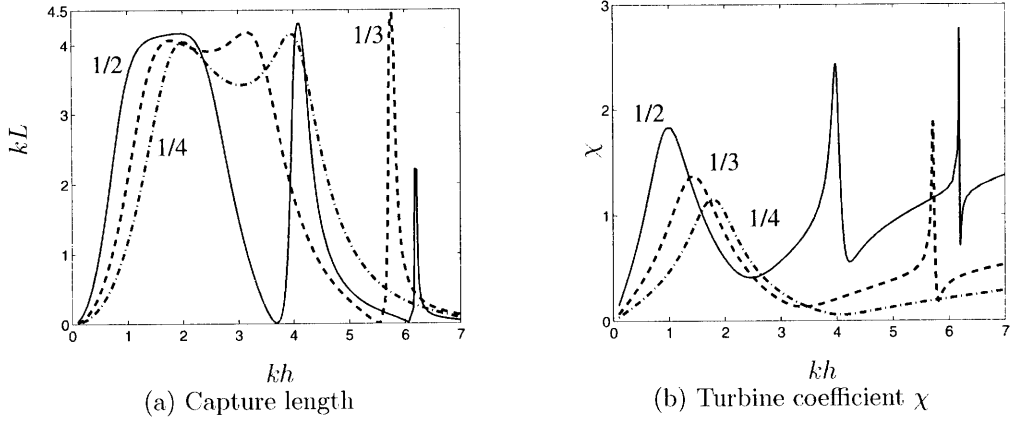 4.5
4
3
2
1
0
0 1 2 3 4 5 6 7
kL
1/2
1/4
1/3
kh
(a) Capture length
3
2
1
0
0 1 2 3 4 5 6 7
χ
1/2
1/3
1/4
kh
(b) Turbine coefficient χ